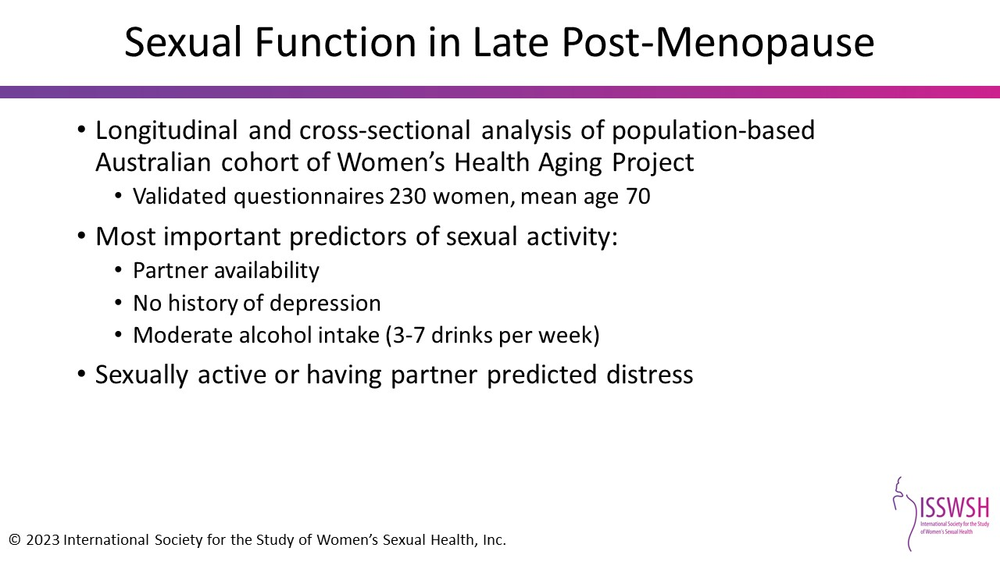 Sexual Function in Late Post-Menopause
• Longitudinal and cross-sectional analysis of population-based
Australian cohort of Women’s Health Aging Project
• Validated questionnaires 230 women, mean age 70
• Most important predictors of sexual activity:
• Partner availability
• No history of depression
• Moderate alcohol intake (3-7 drinks per week)
• Sexually active or having partner predicted distress
ISSWSH
International Society for the Study
of Women's Sexual Health
© 2023 International Society for the Study of Women’s Sexual Health, Inc.